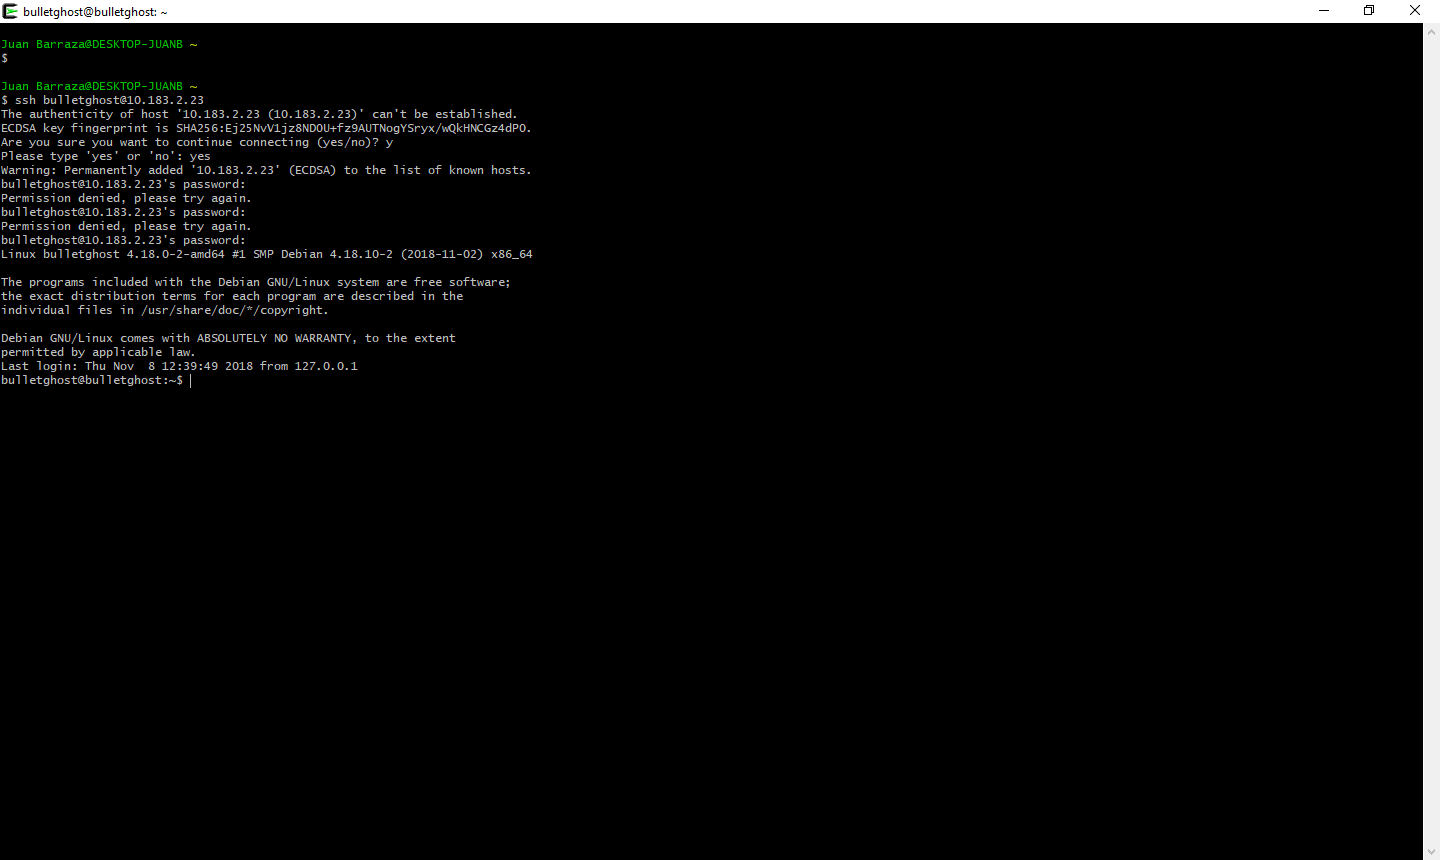 bulletghost@bulletghost: ~
Juan Barraza@DESKTOP-JUANB ~
$
Juan Barraza@DESKTOP-JUANB ~
$ ssh bulletghost@10.183.2.23
The authenticity of host '10.183.2.23 (10.183.2.23)' can't be established.
ECDSA key fingerprint is SHA256:Ej25NvV1jz8NDOU+fz9AUTNogYSryx/wQkHNCGz4dP0.
Are you sure you want to continue connecting (yes/no)? y
Please type 'yes' or 'no': yes
Warning: Permanently added '10.183.2.23' (ECDSA) to the list of known hosts.
bulletghost@10.183.2.23's password:
Permission denied, please try again.
bulletghost@10.183.2.23's password:
Permission denied, please try again.
bulletghost@10.183.2.23's password:
Linux bulletghost 4.18.0-2-amd64 #1 SMP Debian 4.18.10-2 (2018-11-02) x86_64
The programs included with the Debian GNU/Linux system are free software;
the exact distribution terms for each program are described in the
individual files in /usr/share/doc/*/copyright.
Debian GNU/Linux comes with ABSOLUTELY NO WARRANTY, to the extent
permitted by applicable law.
Last login: Thu Nov  8 12:39:49 2018 from 127.0.0.1
bulletghost@bulletghost:~$